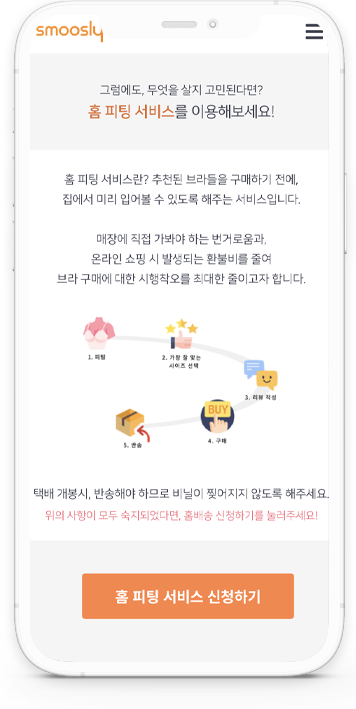 smoosly
그럼에도, 무엇을 살지 고민된다면?
홈 피팅 서비스를 이용해보세요!
홈 피팅 서비스란? 추천된 브라들을 구매하기 전에,
집에서 미리 입어볼 수 있도록 해주는 서비스입니다.
매장에 직접 가봐야 하는 번거로움과,
온라인 쇼핑 시 발생되는 환불비를 줄여
브라 구매에 대한 시행착오를 최대한 줄이고자 합니다.
1. 피팅
2. 가장 잘 맞는
사이즈 선택
3. 리뷰 작성
BUY
4. 구매
5. 반송
택배 개봉시, 반송해야 하므로 비닐이 찢어지지 않도록 해주세요.
위의 사항이 모두 숙지되었다면, 홈배송 신청하기를 눌러주세요!
홈 피팅 서비스 신청하기